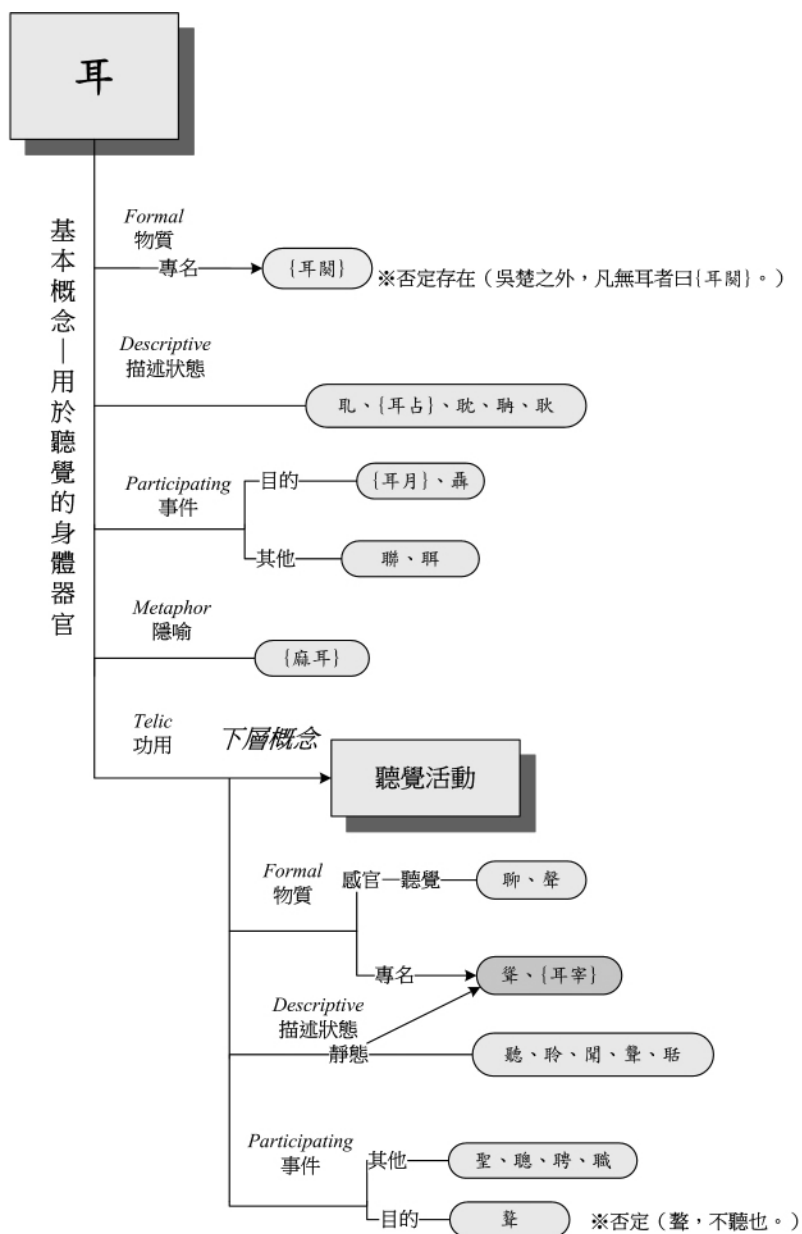 耳
基本概念─用於聽覺的身體器官
Formal
物質
專名
{耳闋}
※否定存在（吳楚之外，凡無耳者曰{耳闋}。）
Descriptive
描述狀態
耴、{耳占}、耽、聃、耿
Participating
事件
目的
{耳月}、聶
其他
聯、聑
Metaphor
隱喻
{麻耳}
Telic
功用
下層概念
聽覺活動
Formal
物質
感官─聽覺
聊、聲
專名
聳、{耳宰}
Descriptive
描述狀態
靜態
聽、聆、聞、聾、聒
Participating
事件
其他
聖、聰、聘、職
目的
聱
※否定（聱，不聽也。）